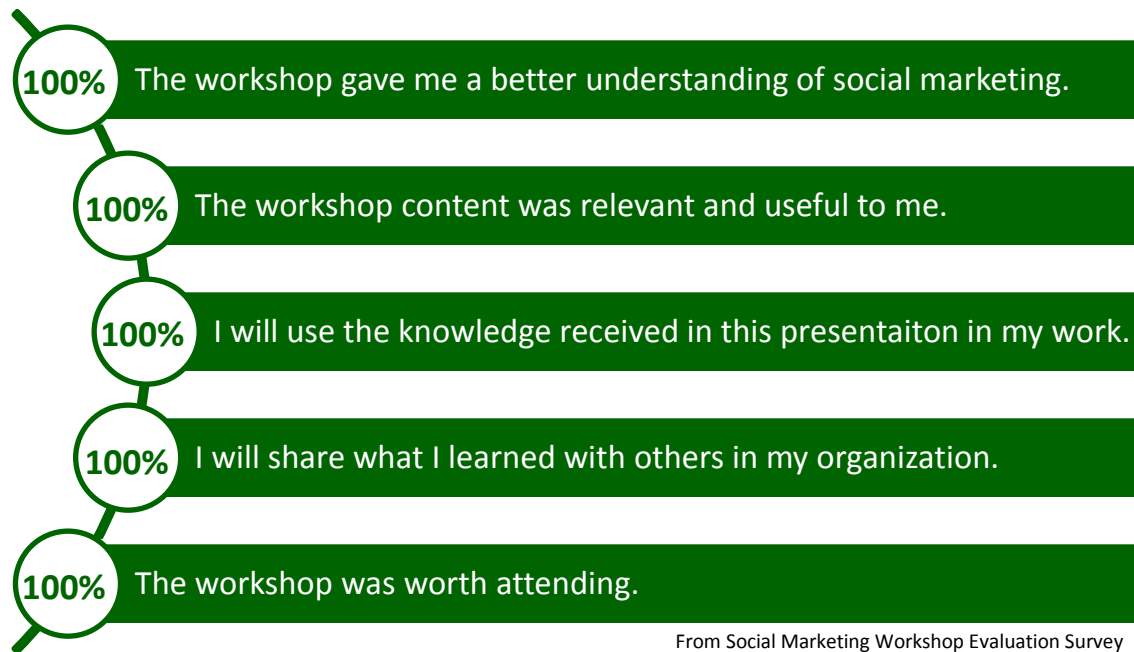 100% The workshop gave me a better understanding of social marketing.
100% The workshop content was relevant and useful to me.
100% I will use the knowledge received in this presentaiton in my work.
100% I will share what I learned with others in my organization.
100% The workshop was worth attending.
From Social Marketing Workshop Evaluation Survey